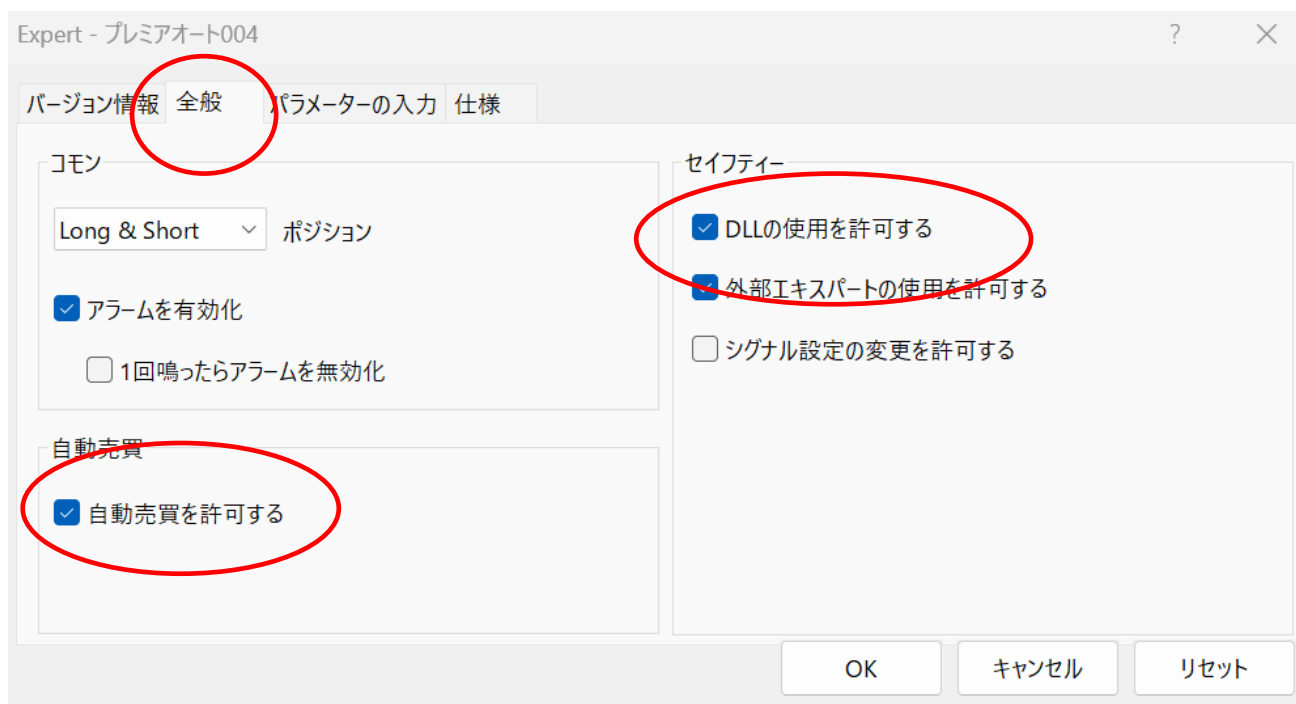 Expert - プレミアオート004
?
バージョン情報 全般 パラメーターの入力 仕様
コモン
Long & Short ポジション
アラームを有効化
1回鳴ったらアラームを無効化
自動売買
自動売買を許可する
セイフティー
DLLの使用を許可する
外部エキスパートの使用を許可する
シグナル設定の変更を許可する
OK キャンセル リセット